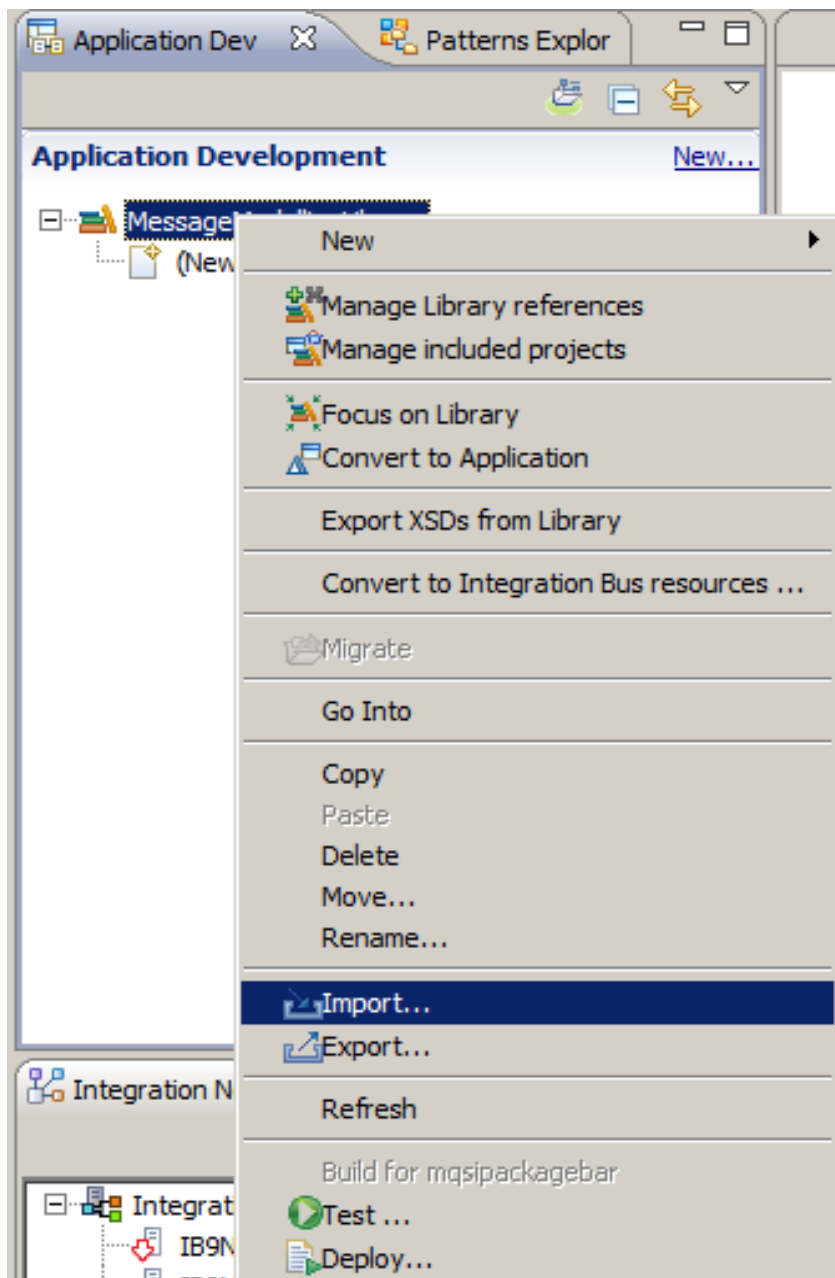 Application Dev
Patterns Explor
Application Development New...
Message
(New
New
Manage Library references
Manage included projects
Focus on Library
Convert to Application
Export XSDs from Library
Convert to Integration Bus resources ...
Migrate
Go Into
Copy
Paste
Delete
Move...
Rename...
Import...
Export...
Refresh
Build for mqsipackagebar
Test ...
Deploy...
Integration N
Integrat
IB9N